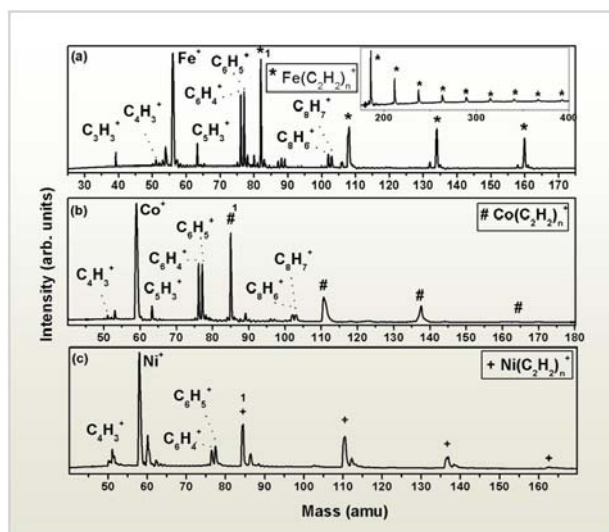 (a)
Fe⁺
*₁
C₆H₅⁺
* Fe(C₂H₂)ₙ⁺
C₆H₄⁺
C₄H₃⁺
C₃H₃⁺
C₅H₃⁺
C₈H₇⁺
C₈H₆⁺
* * * * * * * * *
200 300 400
* * *
30 40 50 60 70 80 90 100 110 120 130 140 150 160 170
(b)
Co⁺
#¹
# Co(C₂H₂)ₙ⁺
C₆H₅⁺
C₆H₄⁺
C₄H₃⁺
C₅H₃⁺
C₈H₇⁺
C₈H₆⁺
# # #
30 40 50 60 70 80 90 100 110 120 130 140 150 160 170 180
(c)
Ni⁺
+ Ni(C₂H₂)ₙ⁺
C₆H₅⁺
C₄H₃⁺
C₆H₄⁺
1
+ + + +
50 60 70 80 90 100 110 120 130 140 150 160
Intensity (arb. units)
Mass (amu)